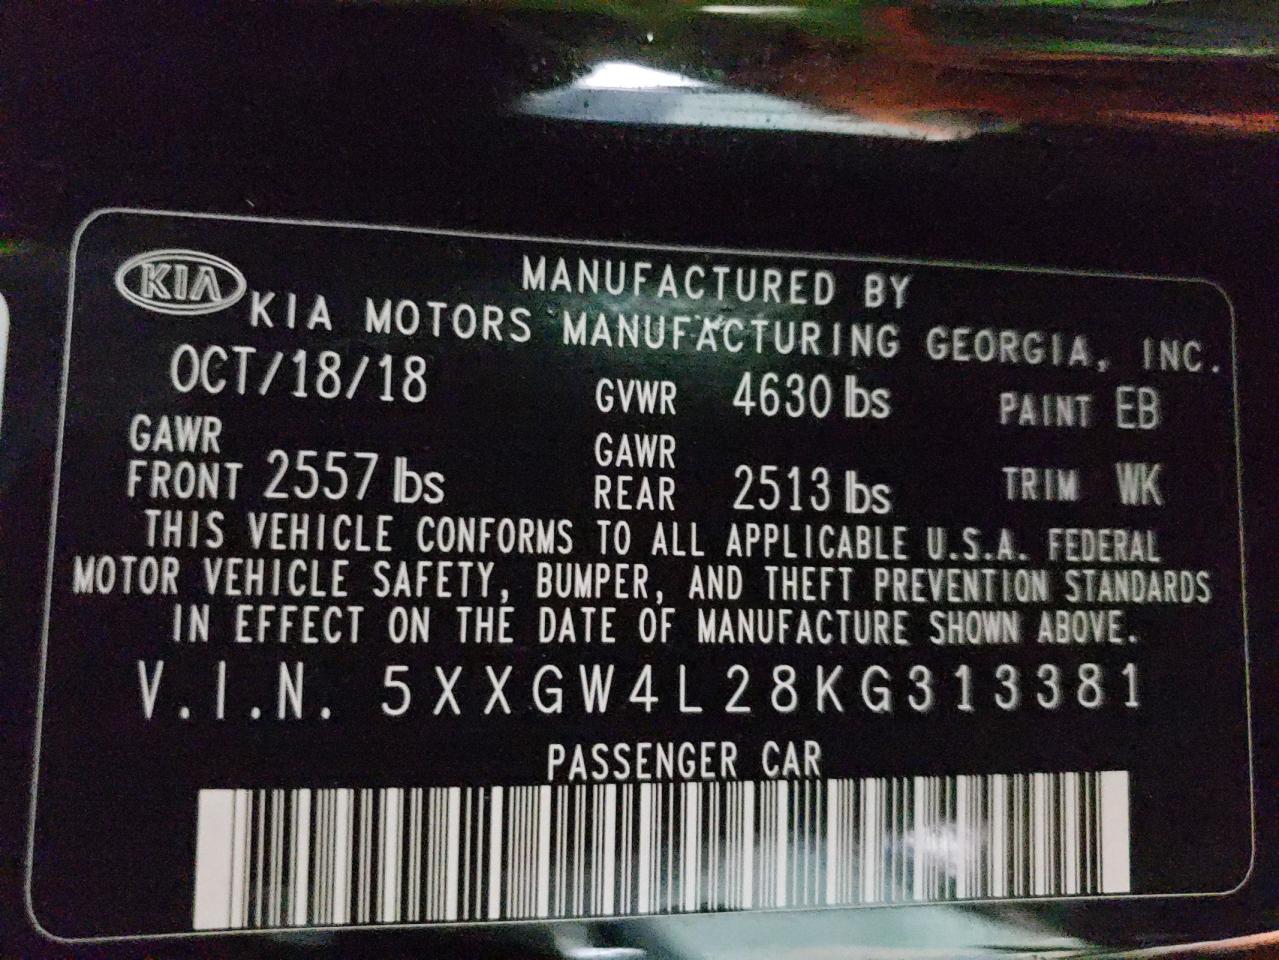 KIA
MANUFACTURED BY
KIA MOTORS MANUFACTURING GEORGIA, INC.
OCT/18/18 GVWR 4630 lbs PAINT EB
GAWR FRONT 2557 lbs GAWR REAR 2513 lbs TRIM WK
THIS VEHICLE CONFORMS TO ALL APPLICABLE U.S.A. FEDERAL
MOTOR VEHICLE SAFETY, BUMPER, AND THEFT PREVENTION STANDARDS
IN EFFECT ON THE DATE OF MANUFACTURE SHOWN ABOVE.
V.I.N. 5XXGW4L28KG313381
PASSENGER CAR